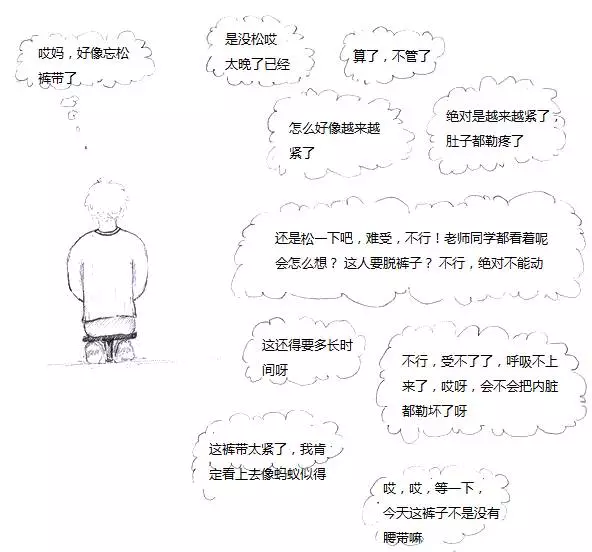 哎妈，好像忘松
裤带了
是没松哎
太晚了已经
算了，不管了
怎么好像越来越
紧了
绝对是越来越紧了，
肚子都勒疼了
还是松一下吧，难受，不行！老师同学都看着呢
会怎么想？ 这人要脱裤子？ 不行，绝对不能动
这还得要多长时
间呀
不行，受不了了，呼吸不上
来了，哎呀，会不会把内脏
都勒坏了呀
这裤带太紧了，我肯
定看上去像蚂蚁似得
哎，哎，等一下，
今天这裤子不是没有
腰带嘛